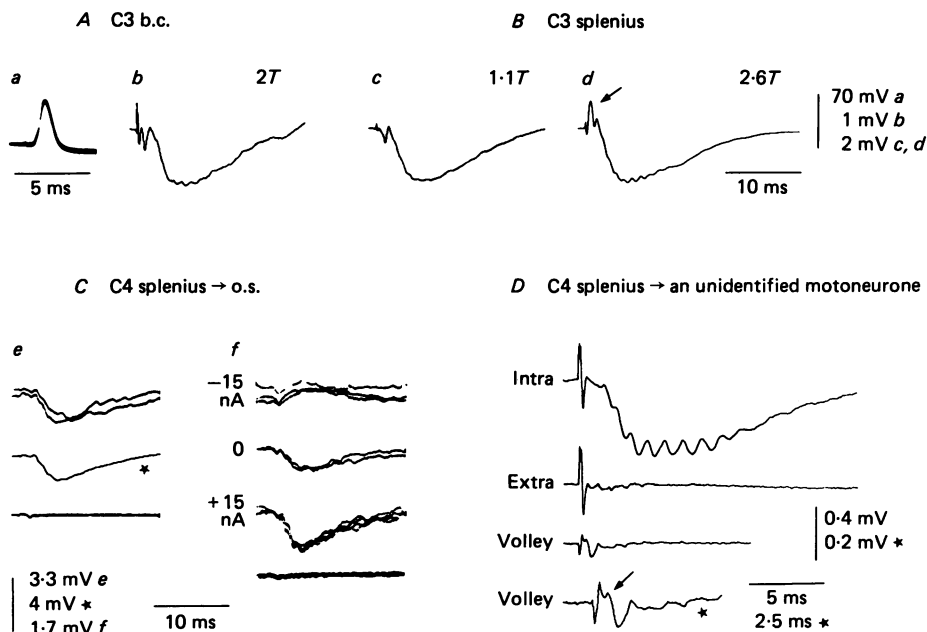 A C3 b.c.
B C3 splenius
a
b 2T
c 1·1T
d 2·6T
70 mV a
1 mV b
2 mV c, d
5 ms
10 ms
C C4 splenius → o.s.
D C4 splenius → an unidentified motoneurone
e
f
−15
nA
0
+15
nA
3·3 mV e
4 mV ★
1·7 mV f
10 ms
Intra
Extra
Volley
Volley
★
★
0·4 mV
0·2 mV ★
5 ms
2·5 ms ★